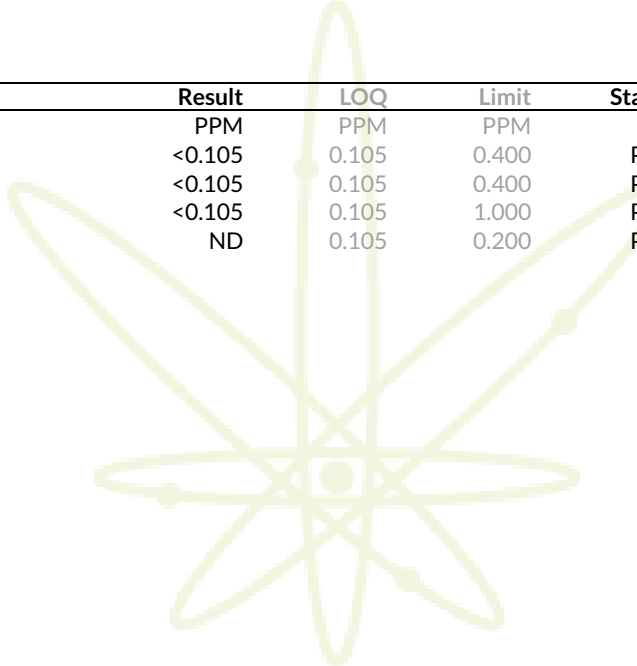 Result LOQ Limit Sta
PPM PPM PPM
<0.105 0.105 0.400 P
<0.105 0.105 0.400 P
<0.105 0.105 1.000 P
ND 0.105 0.200 P